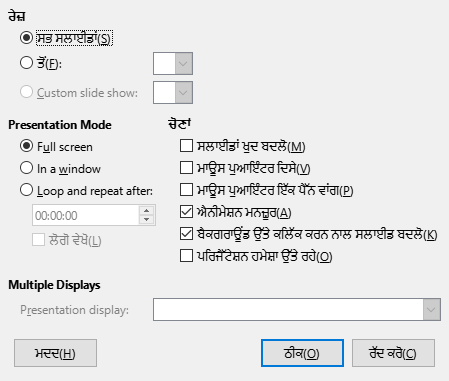 ਰੇਜ਼
ਸਭ ਸਲਾਈਡਾਂ(S)
ਤੋਂ(F):
Custom slide show:
Presentation Mode
ਚੋਣਾਂ
Full screen
ਸਲਾਈਡਾਂ ਖੁਦ ਬਦਲੋ(M)
In a window
ਮਾਊਸ ਪੁਆਇੰਟਰ ਦਿਸੇ(V)
Loop and repeat after:
ਮਾਊਸ ਪੁਆਇੰਟਰ ਇੱਕ ਪੈੱਨ ਵਾਂਗ(P)
00:00:00
ਐਨੀਮੇਸ਼ਨ ਮਨਜ਼ੂਰ(A)
ਲੋਗੋ ਵੇਖੋ(L)
ਬੈਕਗਰਾਊਂਡ ਉੱਤੇ ਕਲਿੱਕ ਕਰਨ ਨਾਲ ਸਲਾਈਡ ਬਦਲੋ(K)
ਪਰਿਜੈੱਟੇਸ਼ਨ ਹਮੇਸ਼ਾ ਉੱਤੇ ਰਹੇ(O)
Multiple Displays
Presentation display:
ਮਦਦ(H)
ਠੀਕ(O)
ਰੱਦ ਕਰੋ(C)